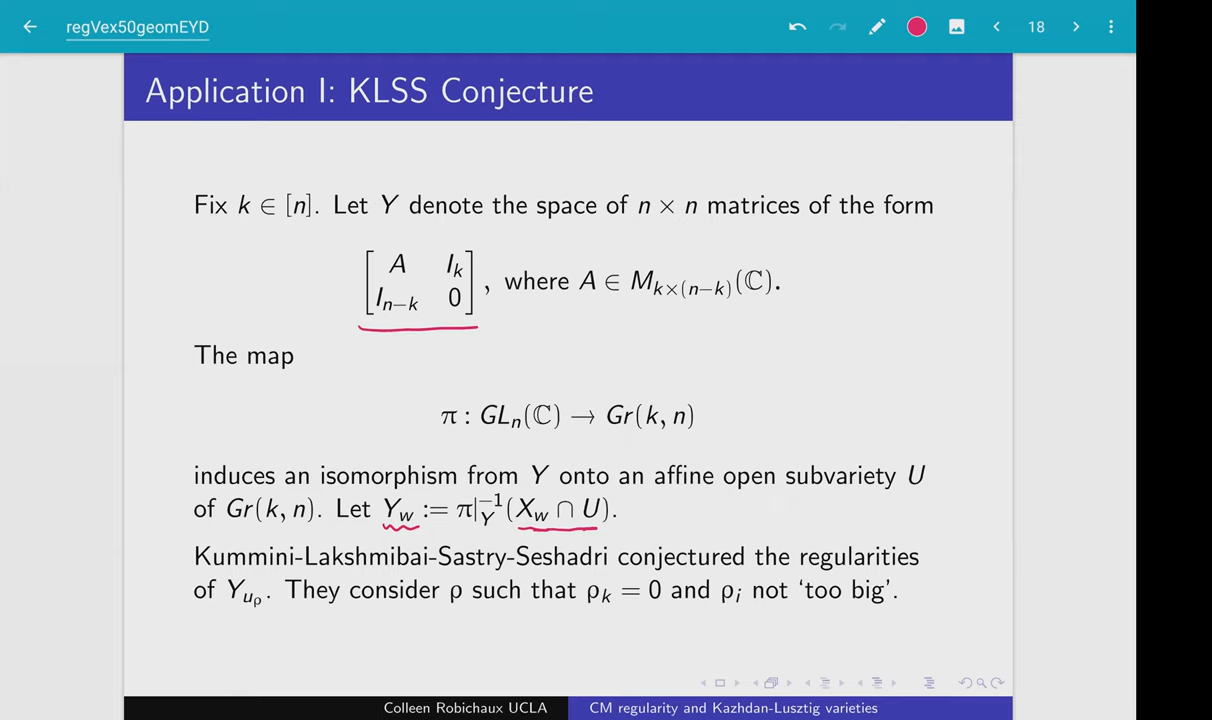 regVex50geomEYD
18
Application I: KLSS Conjecture
Fix k ∈ [n]. Let Y denote the space of n × n matrices of the form
[A I_k; I_{n−k} 0], where A ∈ M_{k×(n−k)}(ℂ).
The map
π : GL_n(ℂ) → Gr(k, n)
induces an isomorphism from Y onto an affine open subvariety U
of Gr(k, n). Let Y_w := π|_Y^{−1}(X_w ∩ U).
Kummini-Lakshmibai-Sastry-Seshadri conjectured the regularities
of Y_{u_ρ}. They consider ρ such that ρ_k = 0 and ρ_i not ‘too big’.
Colleen Robichaux UCLA
CM regularity and Kazhdan-Lusztig varieties